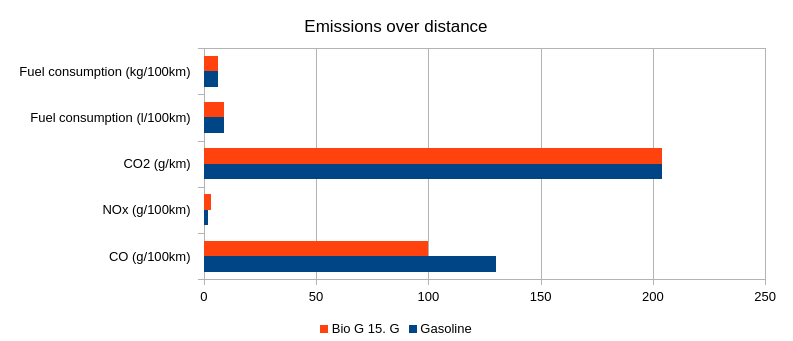 Emissions over distance
Fuel consumption (kg/100km)
Fuel consumption (l/100km)
CO2 (g/km)
NOx (g/100km)
CO (g/100km)
0 50 100 150 200 250
Bio G 15. G Gasoline